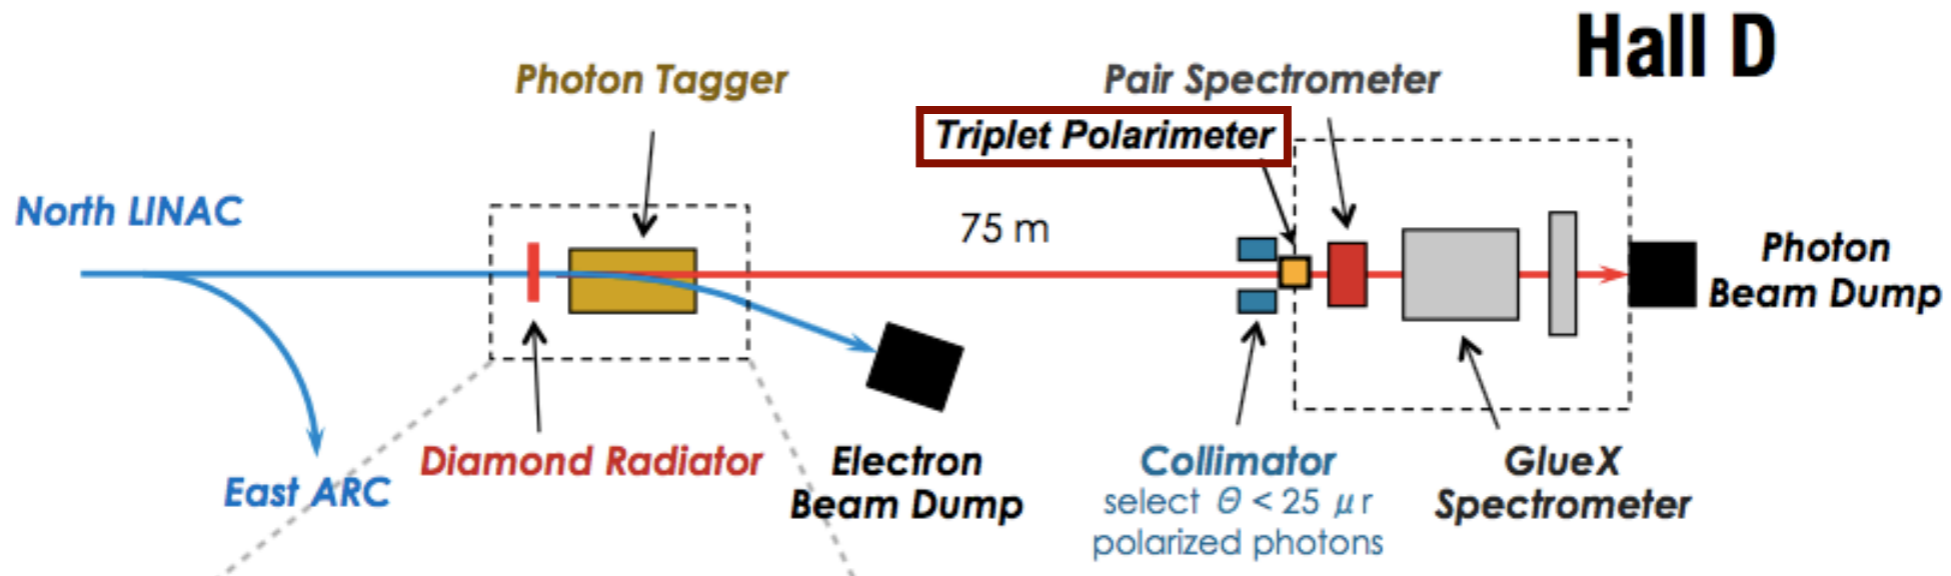 Hall D
Photon Tagger
Pair Spectrometer
Triplet Polarimeter
North LINAC
75 m
Photon
Beam Dump
Diamond Radiator
East ARC
Electron
Beam Dump
Collimator
select θ < 25 μ r
polarized photons
GlueX
Spectrometer